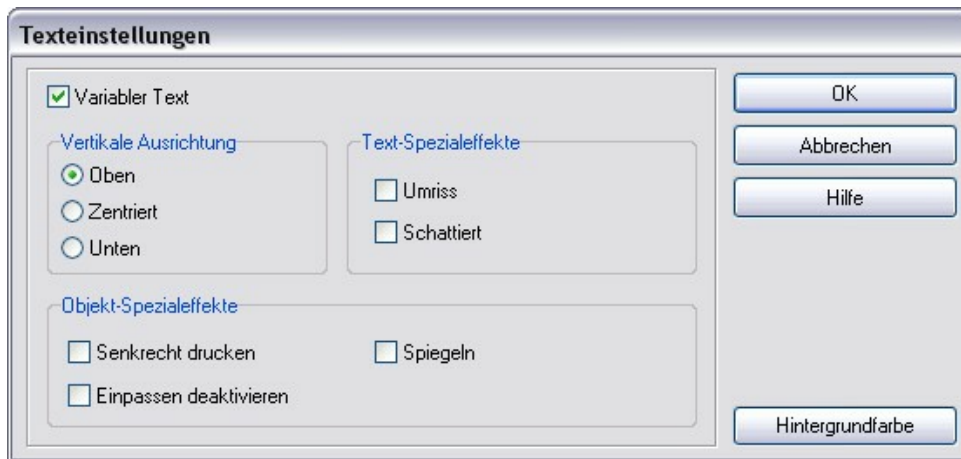 Texteinstellungen
Variabler Text
Vertikale Ausrichtung
Oben
Zentriert
Unten
Text-Spezialeffekte
Umriss
Schattiert
Objekt-Spezialeffekte
Senkrecht drucken
Spiegeln
Einpassen deaktivieren
OK
Abbrechen
Hilfe
Hintergrundfarbe